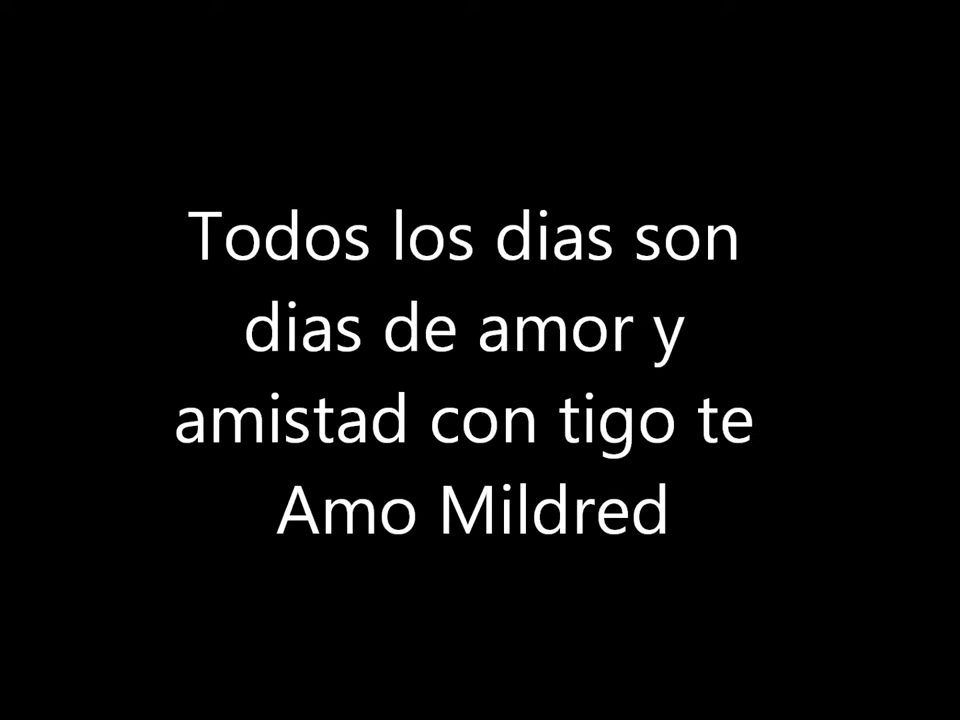 Todos los dias son
dias de amor y
amistad con tigo te
Amo Mildred